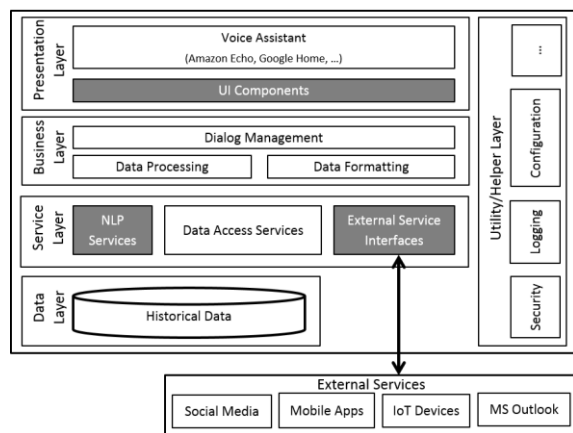 Presentation
Layer
Voice Assistant
(Amazon Echo, Google Home, ...)
UI Components
Business
Layer
Dialog Management
Data Processing
Data Formatting
Service
Layer
NLP
Services
Data Access Services
External Service
Interfaces
Data
Layer
Historical Data
Utility/Helper Layer
...
Configuration
Logging
Security
External Services
Social Media
Mobile Apps
IoT Devices
MS Outlook